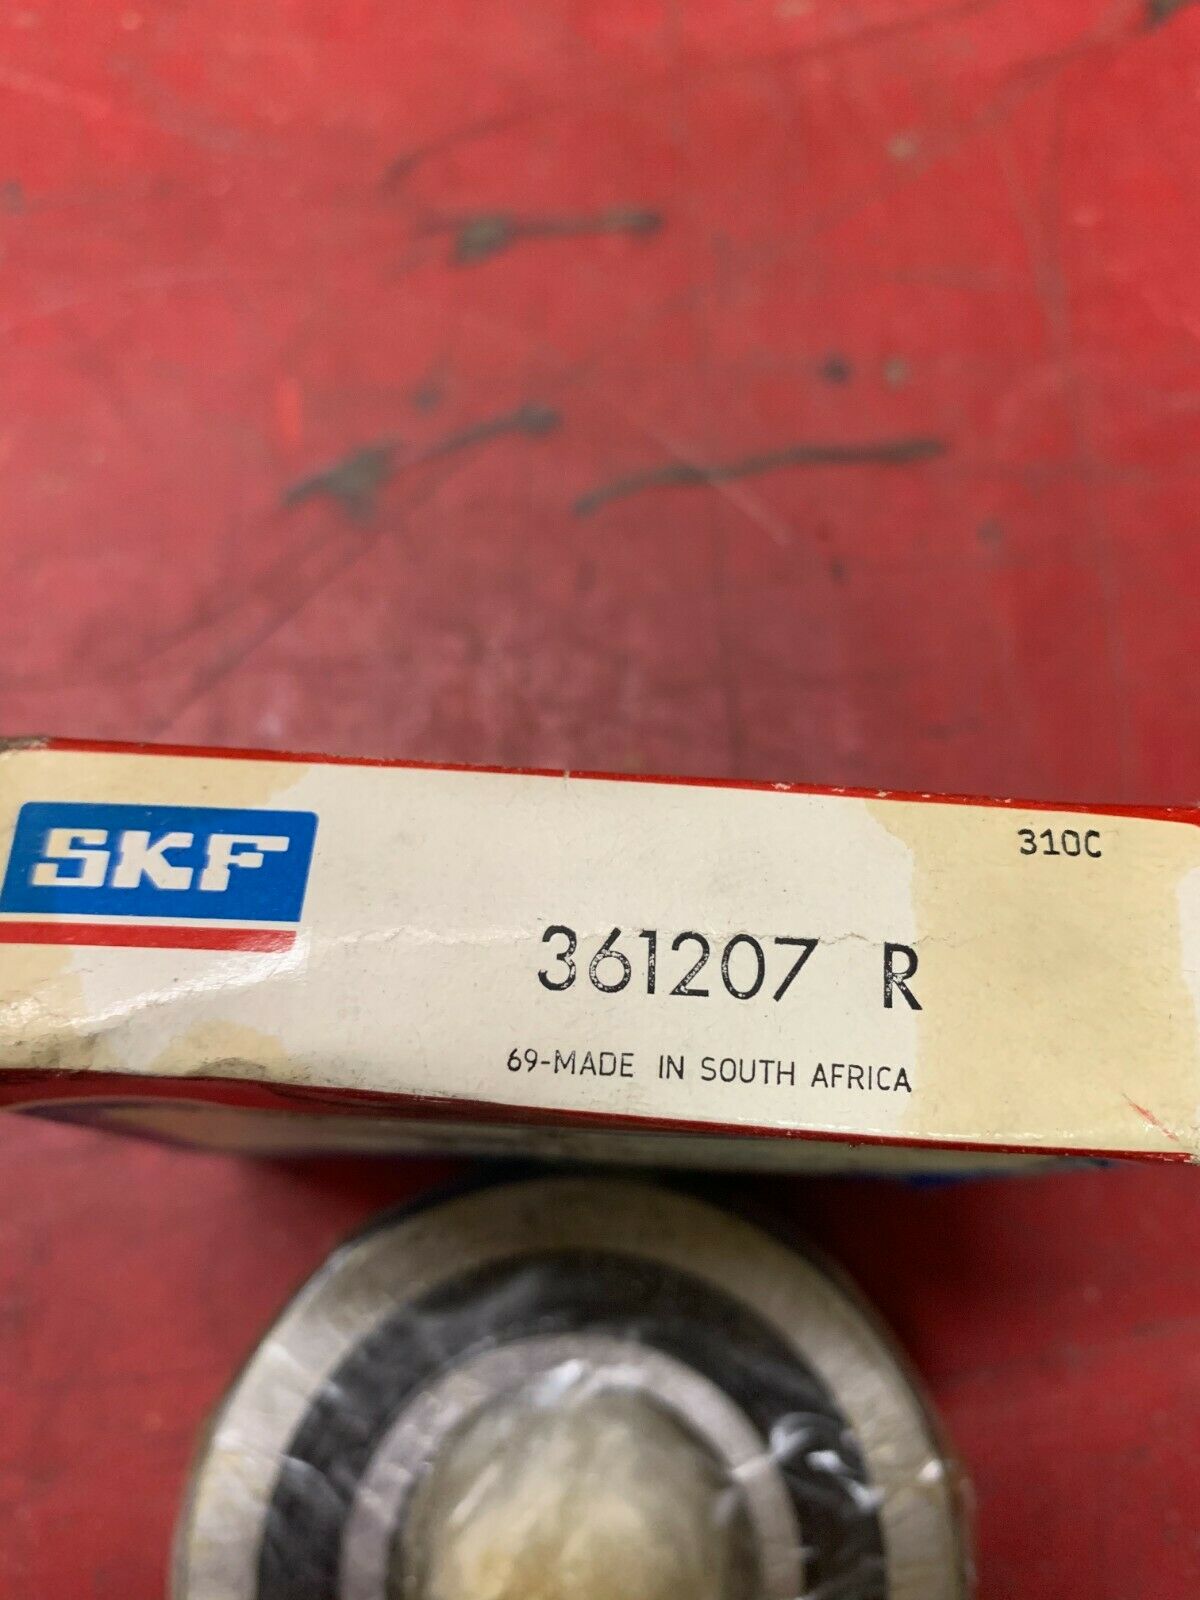 SKF
310C
361207 R
69-MADE IN SOUTH AFRICA